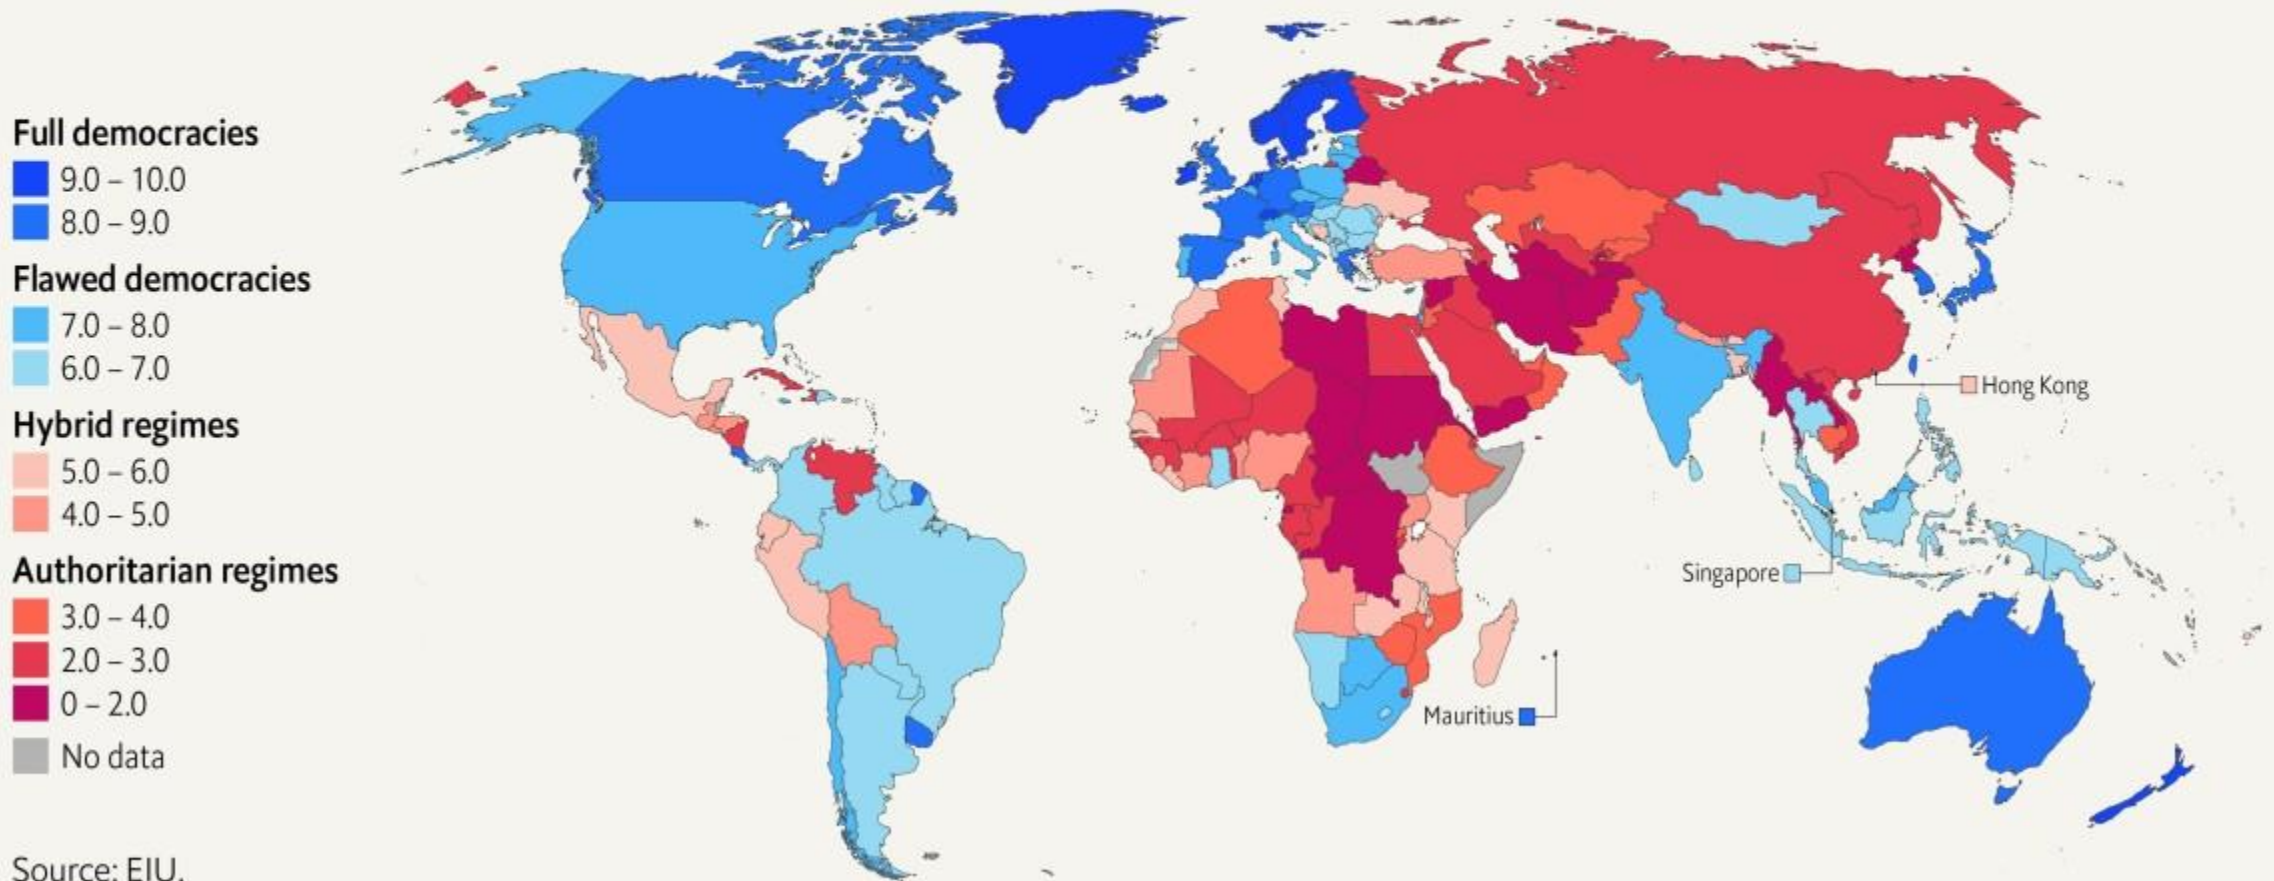 Full democracies
9.0 – 10.0
8.0 – 9.0
Flawed democracies
7.0 – 8.0
6.0 – 7.0
Hybrid regimes
5.0 – 6.0
4.0 – 5.0
Authoritarian regimes
3.0 – 4.0
2.0 – 3.0
0 – 2.0
No data
Source: EIU.
Hong Kong
Singapore
Mauritius